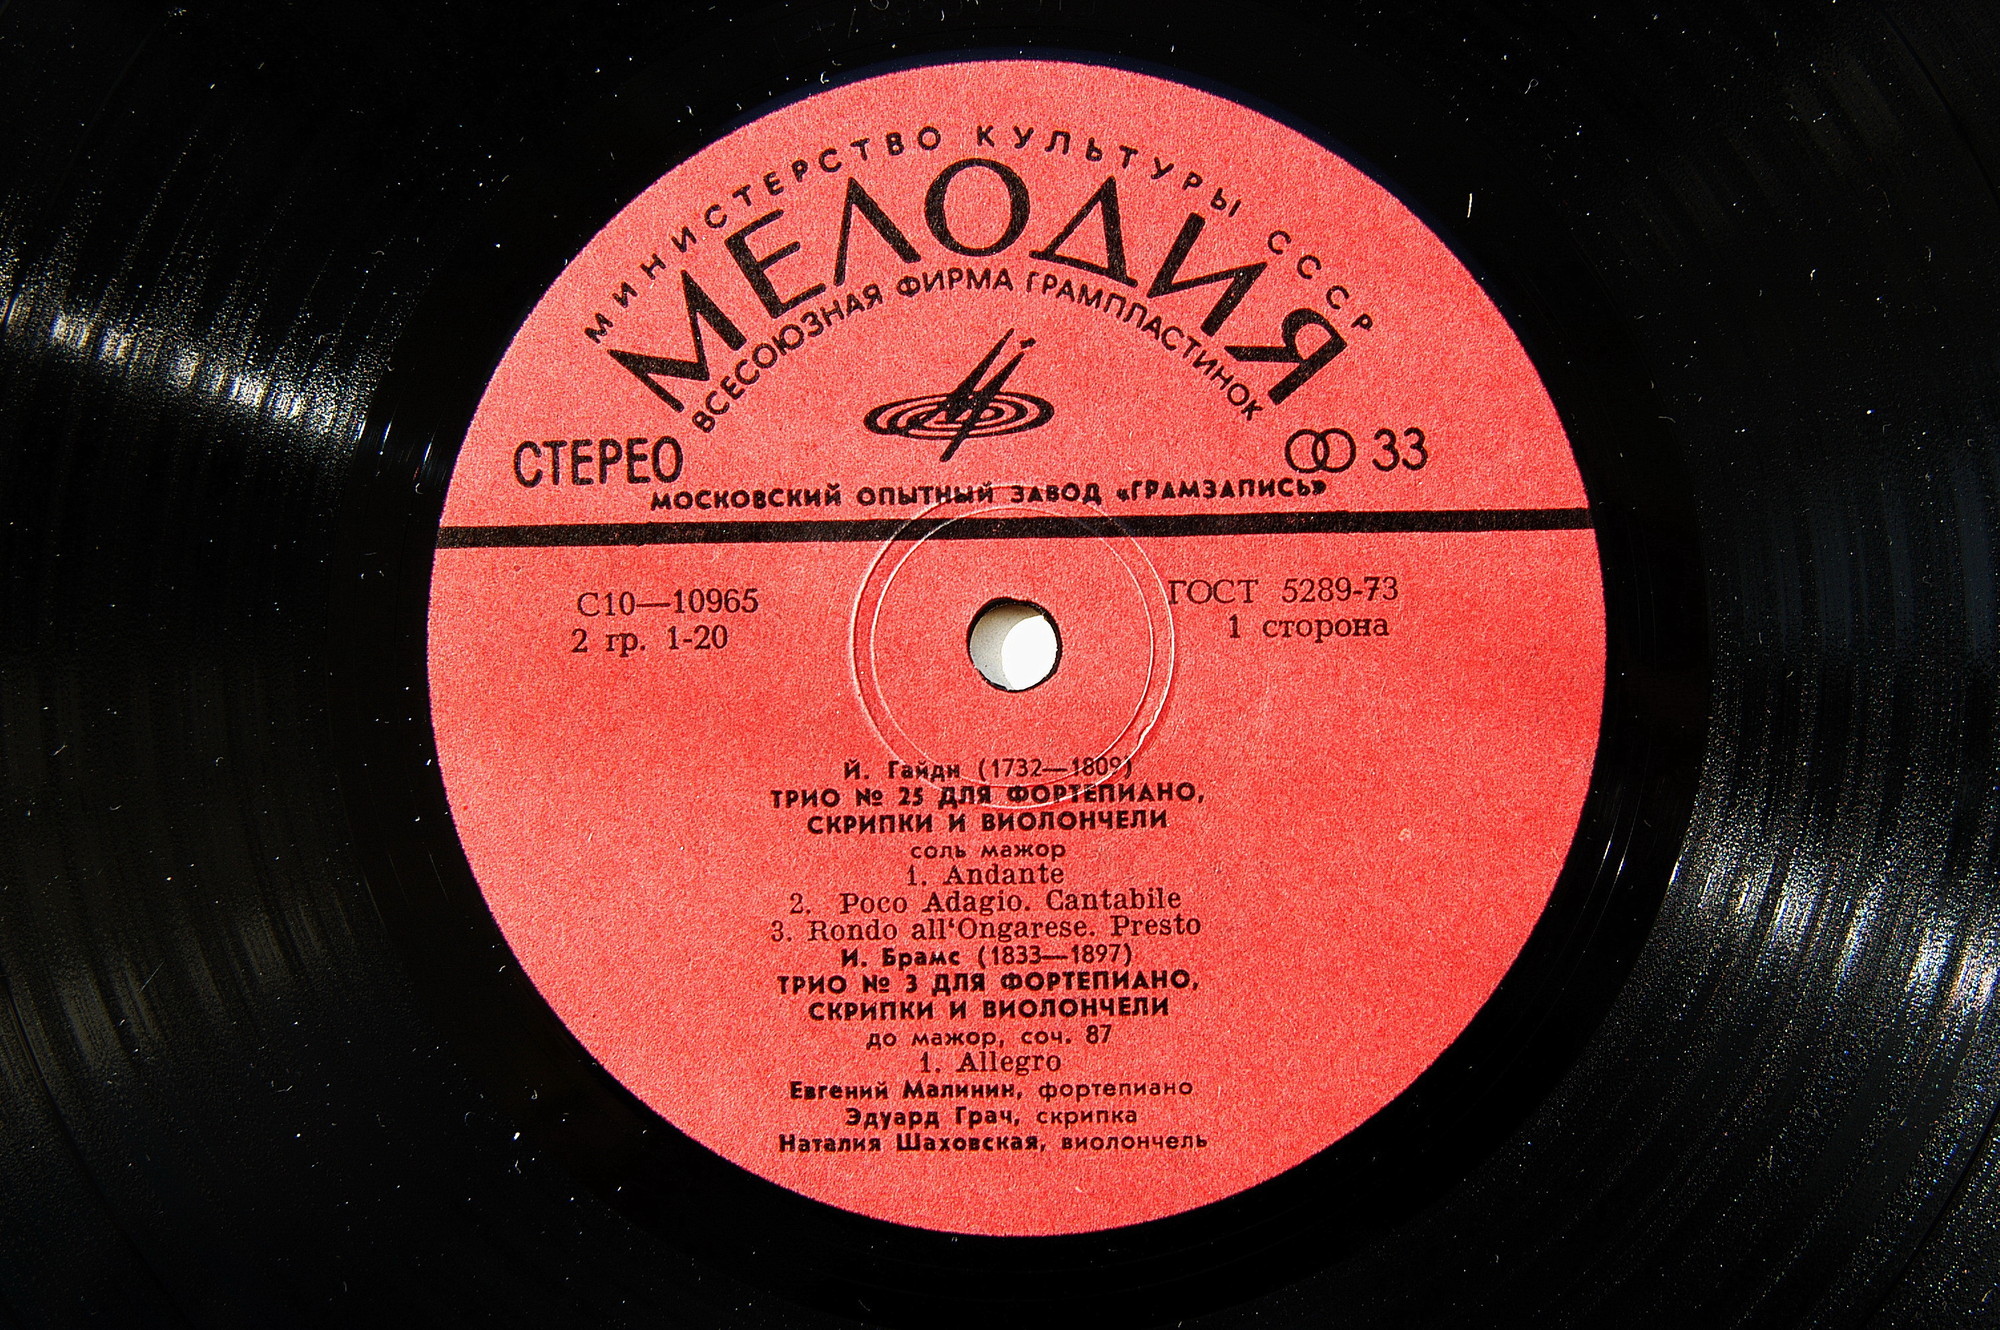 МИНИСТЕРСТВО КУЛЬТУРЫ СССР
МЕЛОДИЯ
ВСЕСОЮЗНАЯ ФИРМА ГРАМПЛАСТИНОК
СТЕРЕО
33
МОСКОВСКИЙ ОПЫТНЫЙ ЗАВОД «ГРАМЗАПИСЬ»
С10—10965
2 гр. 1-20
ГОСТ 5289-73
1 сторона
Й. Гайдн (1732—1809)
ТРИО № 25 ДЛЯ ФОРТЕПИАНО,
СКРИПКИ И ВИОЛОНЧЕЛИ
соль мажор
1. Andante
2. Poco Adagio. Cantabile
3. Rondo all‘Ongarese. Presto
И. Брамс (1833—1897)
ТРИО № 3 ДЛЯ ФОРТЕПИАНО,
СКРИПКИ И ВИОЛОНЧЕЛИ
до мажор, соч. 87
1. Allegro
Евгений Малинин, фортепиано
Эдуард Грач, скрипка
Наталия Шаховская, виолончель